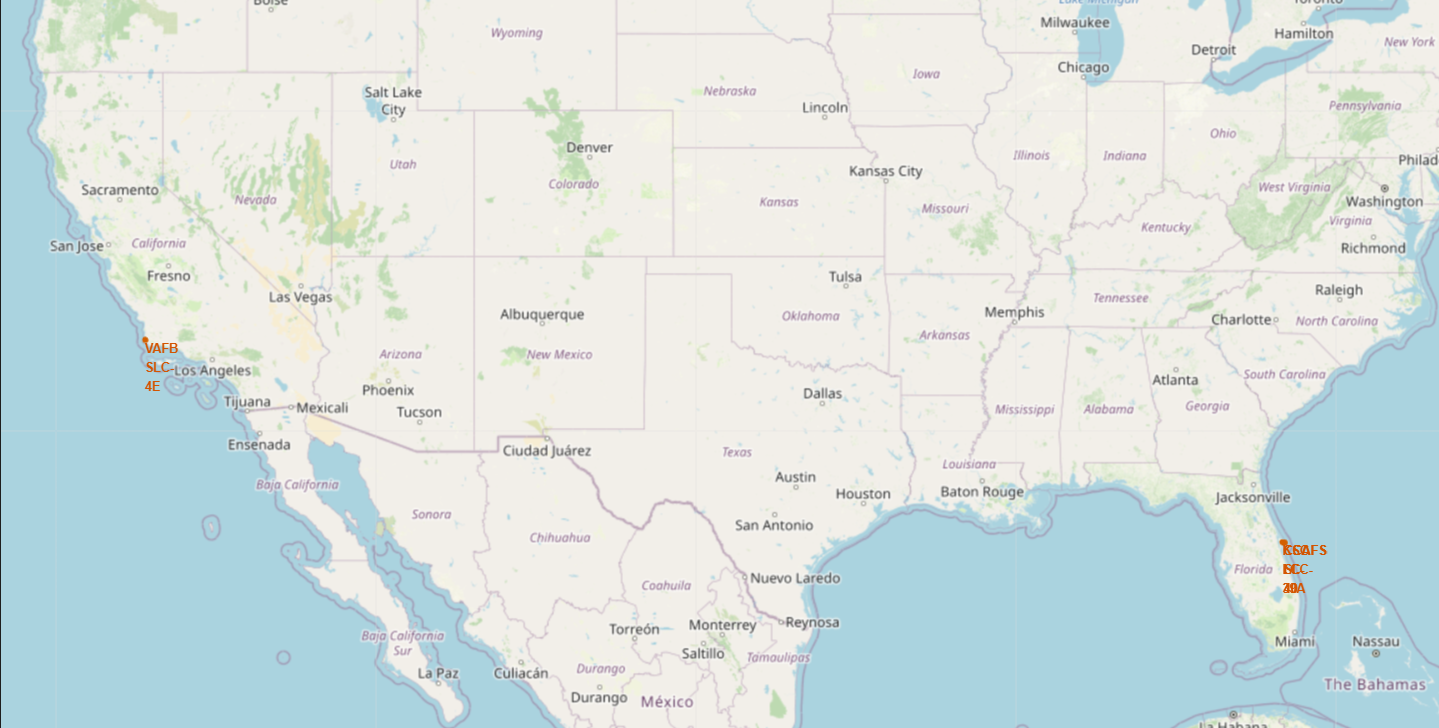 Boise
Lake Michigan
Toronto
Milwaukee
Wyoming
Hamilton
Detroit
New York
Chicago
Iowa
Salt Lake
City
Nebraska
Lincoln
Pennsylvania
Ohio
Denver
Utah
Illinois
Indiana
Philad
Kansas City
Colorado
Sacramento
West Virginia
Nevada
Kansas
Missouri
Washington
Virginia
Kentucky
San Jose
California
Richmond
Fresno
Tulsa
Las Vegas
Raleigh
Tennessee
Albuquerque
Oklahoma
Memphis
Charlotte
North Carolina
Arkansas
VAFB
SLC-
4E
Los Angeles
Arizona
New Mexico
South Carolina
Atlanta
Phoenix
Dallas
Tijuana
Mexicali
Tucson
Mississippi
Alabama
Georgia
Ensenada
Ciudad Juárez
Texas
Louisiana
Baja California
Austin
Houston
Baton Rouge
Jacksonville
Sonora
San Antonio
Chihuahua
Florida
Nuevo Laredo
Coahuila
Reynosa
Torreón
Monterrey
Baja California
Sur
Saltillo
Tamaulipas
Miami
Nassau
La Paz
Culiacán
Durango
Durango
México
The Bahamas
La Habana